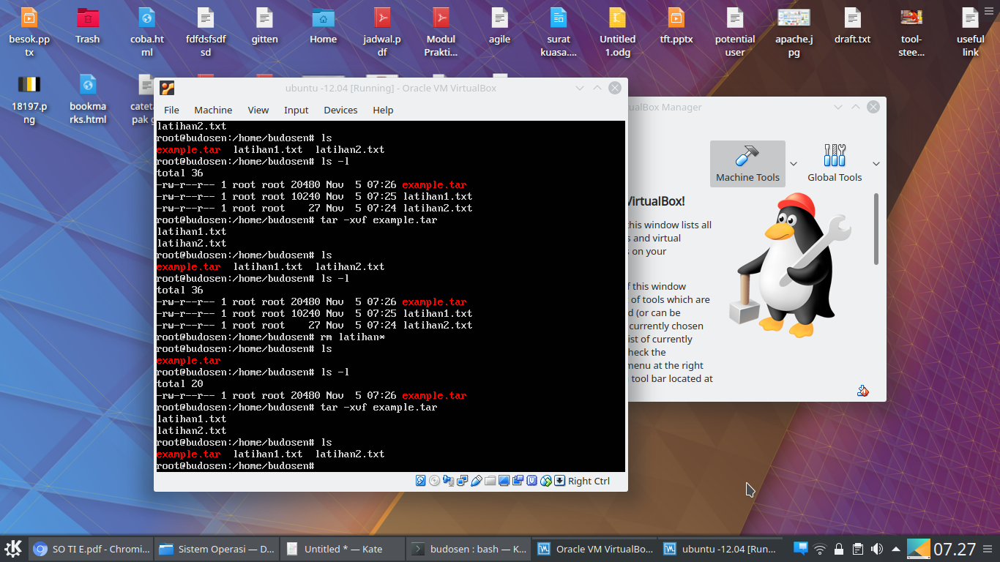 besok.pp
tx
Trash
coba.ht
ml
fdfdsfsdf
sd
gitten
Home
jadwal.p
df
Modul
Prakti...
agile
surat
kuasa....
Untitled
1.odg
tft.pptx
potential
user
apache.j
pg
draft.txt
tool-
stee...
useful
link
18197.p
ng
bookma
rks.html
cateta
pak g
ubuntu -12.04 [Running] - Oracle VM VirtualBox
File Machine View Input Devices Help
latihan2.txt
root@budosen:/home/budosen# ls
example.tar latihan1.txt latihan2.txt
root@budosen:/home/budosen# ls -l
total 36
-rw-r--r-- 1 root root 20480 Nov  5 07:26 example.tar
-rw-r--r-- 1 root root 10240 Nov  5 07:25 latihan1.txt
-rw-r--r-- 1 root root    27 Nov  5 07:24 latihan2.txt
root@budosen:/home/budosen# tar -xvf example.tar
latihan1.txt
latihan2.txt
root@budosen:/home/budosen# ls
example.tar latihan1.txt latihan2.txt
root@budosen:/home/budosen# ls -l
total 36
-rw-r--r-- 1 root root 20480 Nov  5 07:26 example.tar
-rw-r--r-- 1 root root 10240 Nov  5 07:25 latihan1.txt
-rw-r--r-- 1 root root    27 Nov  5 07:24 latihan2.txt
root@budosen:/home/budosen# rm latihan*
root@budosen:/home/budosen# ls
example.tar
root@budosen:/home/budosen# ls -l
total 20
-rw-r--r-- 1 root root 20480 Nov  5 07:26 example.tar
root@budosen:/home/budosen# tar -xvf example.tar
latihan1.txt
latihan2.txt
root@budosen:/home/budosen# ls
example.tar latihan1.txt latihan2.txt
root@budosen:/home/budosen#
Right Ctrl
tualBox Manager
Machine Tools
Global Tools
VirtualBox!
this window lists all
s and virtual
s on your
f this window
of tools which are
d (or can be
currently chosen
ist of currently
heck the
menu at the right
tool bar located at
SO TI E.pdf - Chromi...
Sistem Operasi — D...
Untitled * — Kate
budosen : bash — K...
Oracle VM VirtualBo...
ubuntu -12.04 [Run...
07.27